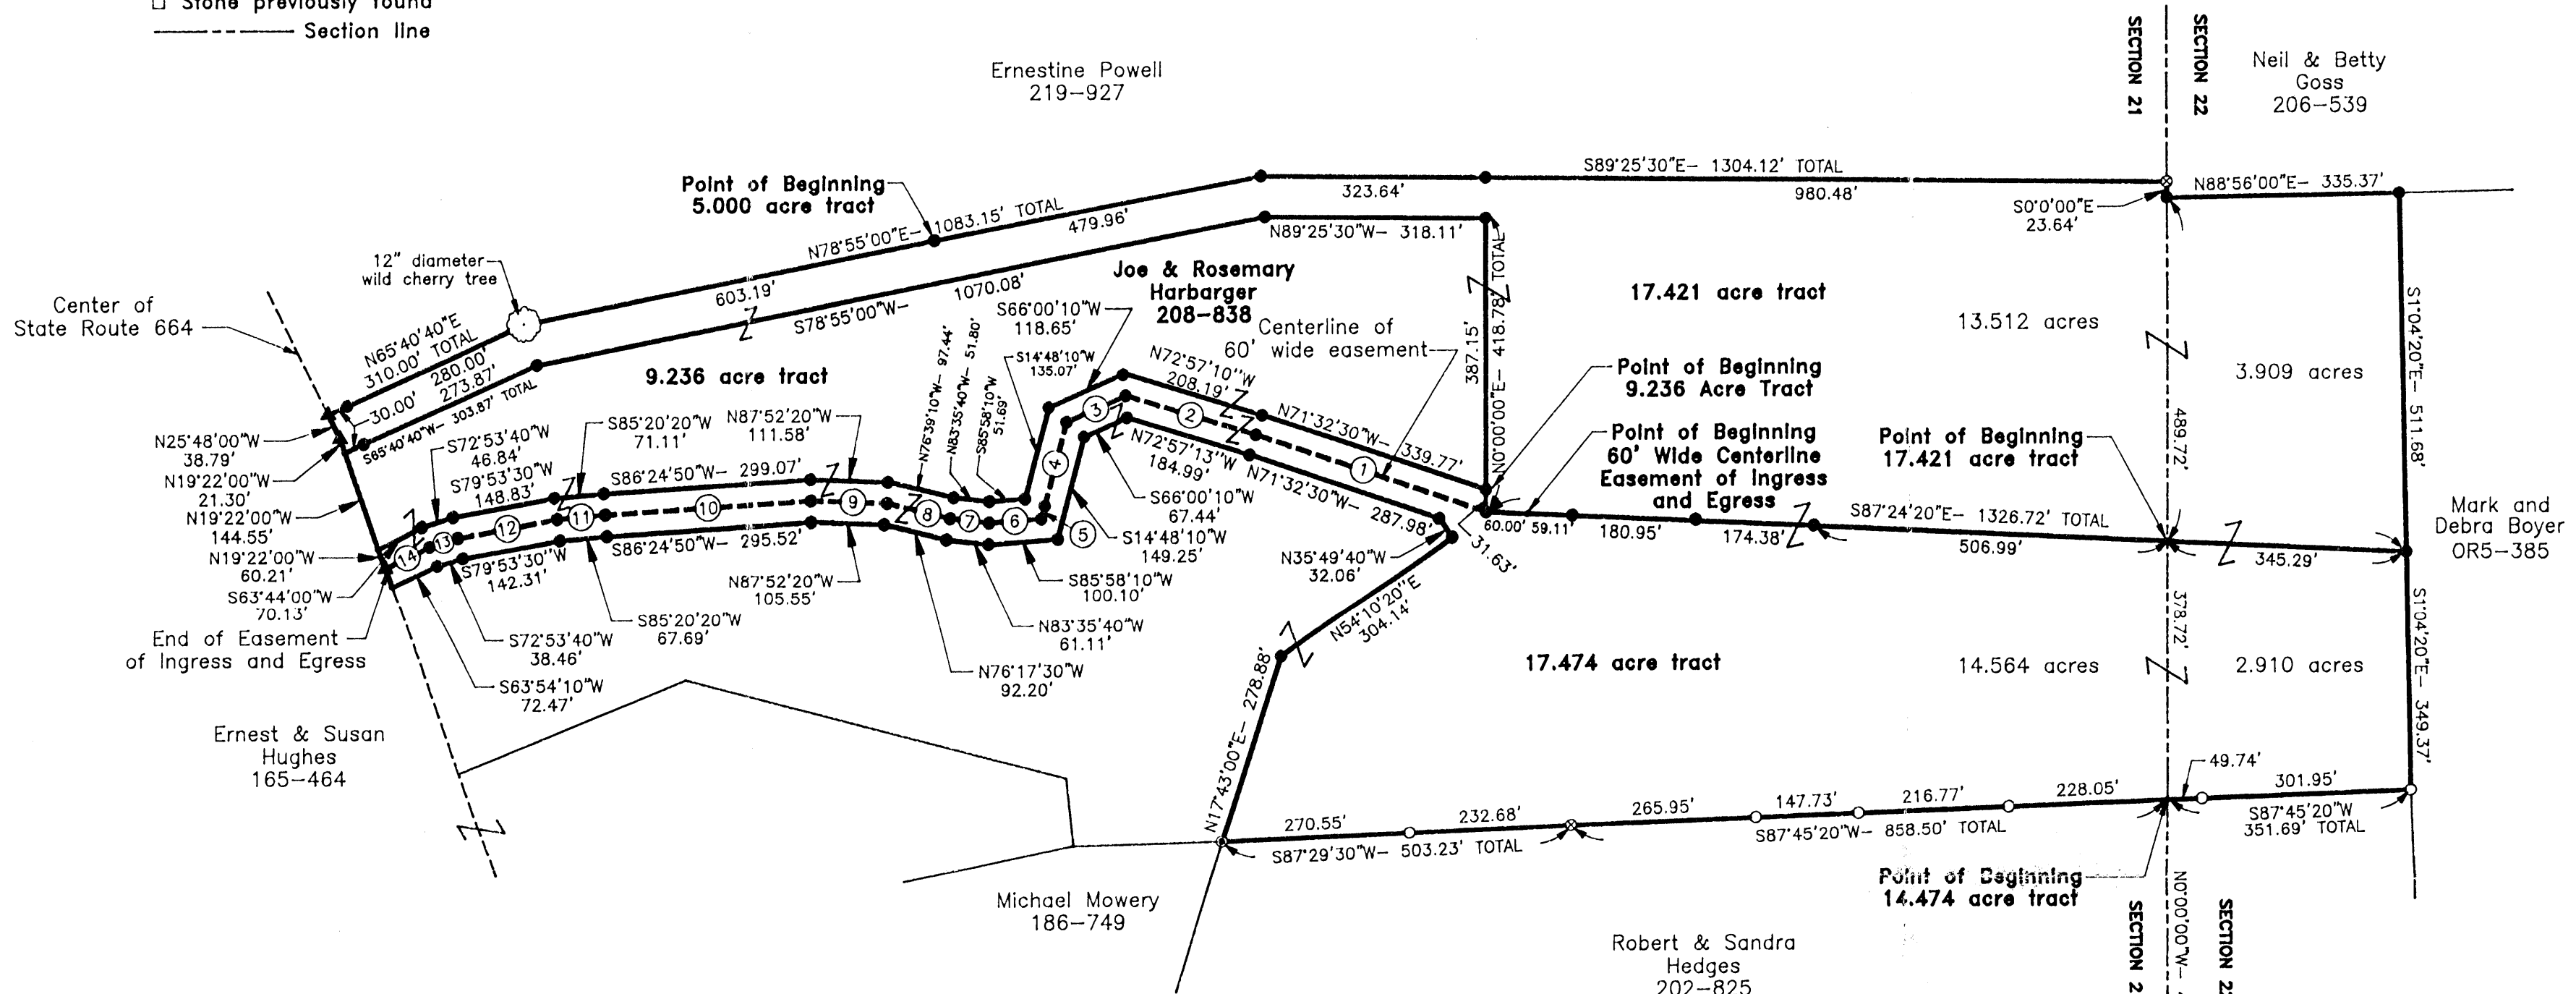 □ Stone previously found
Section line
Ernestine Powell
219–927
SECTION 21
SECTION 22
Neil & Betty
Goss
206–539
Point of Beginning
5.000 acre tract
N78°55'00"E– 1083.15' TOTAL
603.19'
479.96'
323.64'
S89°25'30"E– 1304.12' TOTAL
980.48'
N88°56'00"E– 335.37'
S0°0'00"E
23.64'
12" diameter
wild cherry tree
Center of
State Route 664
N65°40'40"E
310.00' TOTAL
280.00'
30.00'
273.87'
S65°40'40"W– 303.87' TOTAL
S78°55'00"W–
1070.08'
N89°25'30"W– 318.11'
Joe & Rosemary
Harbarger
208–838
Centerline of
60' wide easement
387.15'
N0°00'00"E– 418.78' TOTAL
17.421 acre tract
13.512 acres
3.909 acres
S1°04'20"E– 511.68'
489.72'
9.236 acre tract
N25°48'00"W
38.79'
N19°22'00"W
21.30'
N19°22'00"W
144.55'
N19°22'00"W
60.21'
S63°44'00"W
70.13'
End of Easement
of Ingress and Egress
S72°53'40"W
46.84'
S79°53'30"W
148.83'
S85°20'20"W
71.11'
S86°24'50"W– 299.07'
N87°52'20"W
111.58'
N76°39'10"W– 97.44'
N83°35'40"W– 51.80'
S85°58'10"W
51.69'
S14°48'10"W
135.07'
S66°00'10"W
118.65'
N72°57'10"W
208.19'
N71°32'30"W– 339.77'
1
2
3
4
5
6
7
8
9
10
11
12
13
14
N72°57'13"W
184.99'
N71°32'30"W– 287.98'
S66°00'10"W
67.44'
S14°48'10"W
149.25'
S85°58'10"W
100.10'
N83°35'40"W
61.11'
N76°17'30"W
92.20'
N87°52'20"W
105.55'
S86°24'50"W– 295.52'
S85°20'20"W
67.69'
S79°53'30"W
142.31'
S72°53'40"W
38.46'
S63°54'10"W
72.47'
Point of Beginning
9.236 Acre Tract
Point of Beginning
60' Wide Centerline
Easement of Ingress
and Egress
Point of Beginning
17.421 acre tract
60.00' 59.11'
180.95'
174.38'
S87°24'20"E– 1326.72' TOTAL
506.99'
345.29'
31.63'
N35°49'40"W
32.06'
N54°10'20"E
304.14'
N17°43'00"E– 278.88'
Mark and
Debra Boyer
OR5–385
17.474 acre tract
14.564 acres
2.910 acres
378.72'
S1°04'20"E– 349.37'
Ernest & Susan
Hughes
165–464
270.55'
232.68'
S87°29'30"W– 503.23' TOTAL
265.95'
147.73'
216.77'
228.05'
S87°45'20"W– 858.50' TOTAL
49.74'
301.95'
S87°45'20"W
351.69' TOTAL
Point of Beginning
14.474 acre tract
Michael Mowery
186–749
Robert & Sandra
Hedges
202–825
SECTION 2
N0°00'00"W–
SECTION